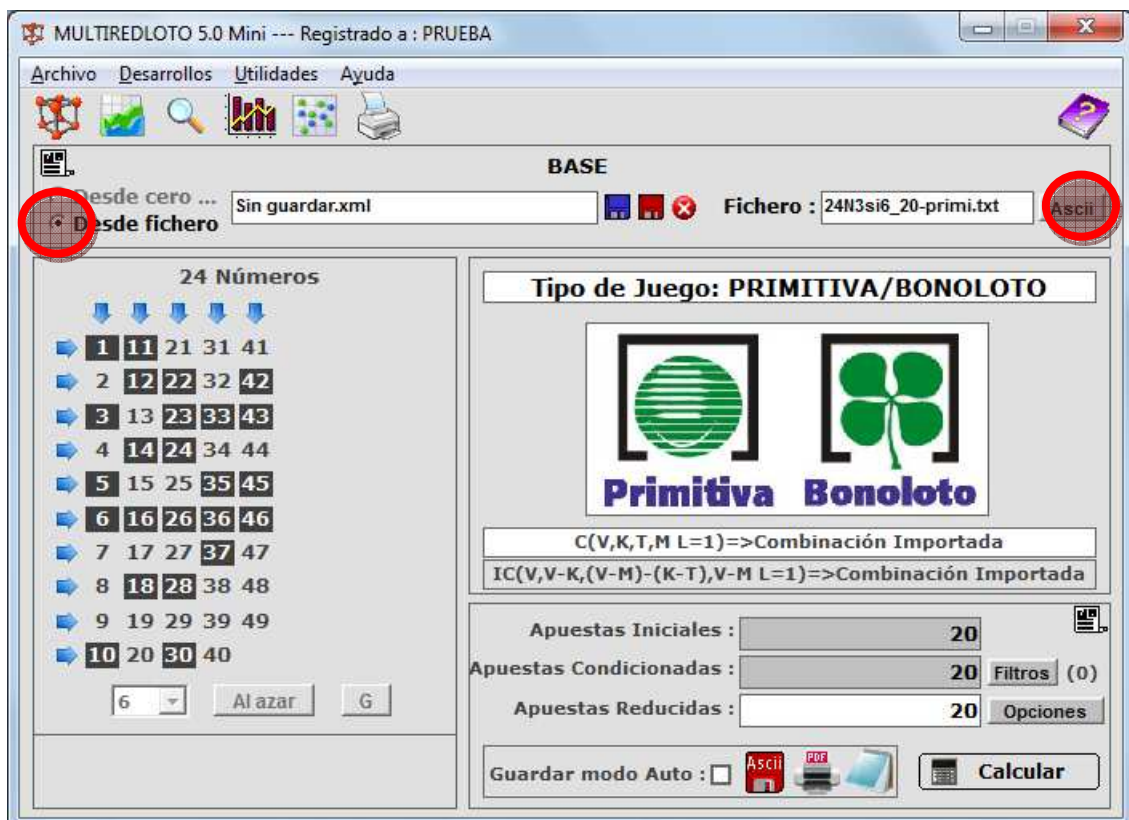 MULTIREDLOTO 5.0 Mini --- Registrado a : PRUEBA
Archivo Desarrollos Utilidades Ayuda
BASE
Desde cero ...
Desde fichero
Sin guardar.xml
Fichero : 24N3si6_20-primi.txt Ascii
24 Números
1 11 21 31 41
2 12 22 32 42
3 13 23 33 43
4 14 24 34 44
5 15 25 35 45
6 16 26 36 46
7 17 27 37 47
8 18 28 38 48
9 19 29 39 49
10 20 30 40
6 Al azar G
Tipo de Juego: PRIMITIVA/BONOLOTO
Primitiva Bonoloto
C(V,K,T,M L=1)=>Combinación Importada
IC(V,V-K,(V-M)-(K-T),V-M L=1)=>Combinación Importada
Apuestas Iniciales : 20
Apuestas Condicionadas : 20 Filtros (0)
Apuestas Reducidas : 20 Opciones
Guardar modo Auto : Ascii PDF Calcular